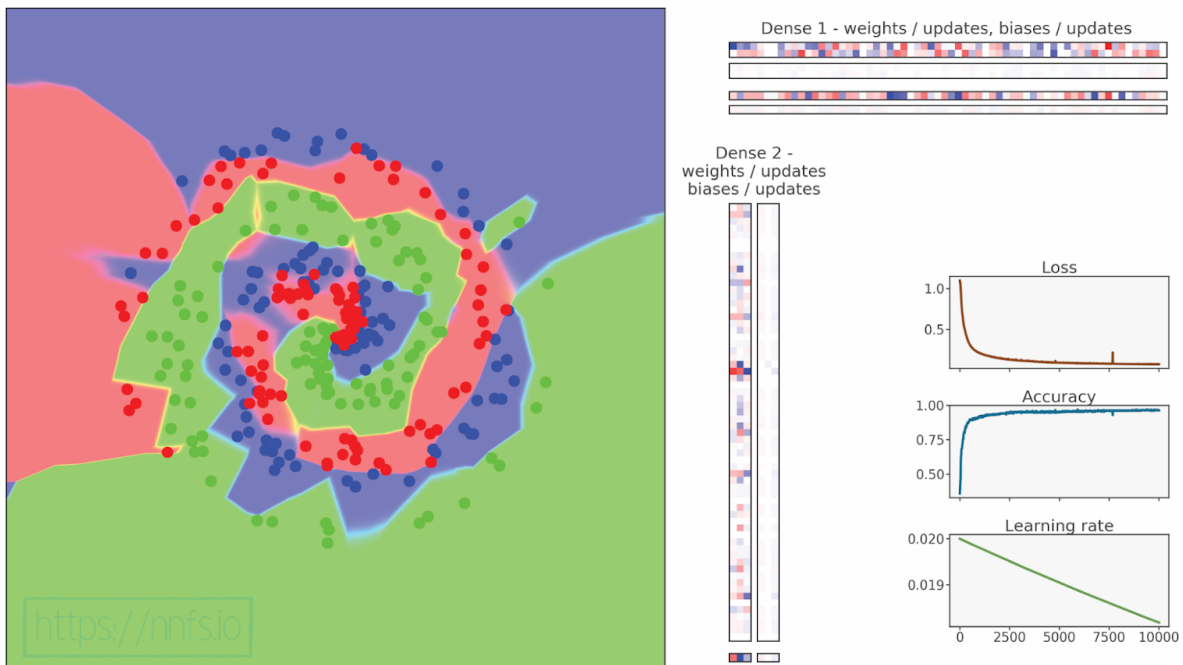 Dense 1 - weights / updates, biases / updates
Dense 2 -
weights / updates
biases / updates
Loss
1.0
0.5
Accuracy
1.00
0.75
0.50
Learning rate
0.020
0.019
0 2500 5000 7500 10000
https://nnfs.io